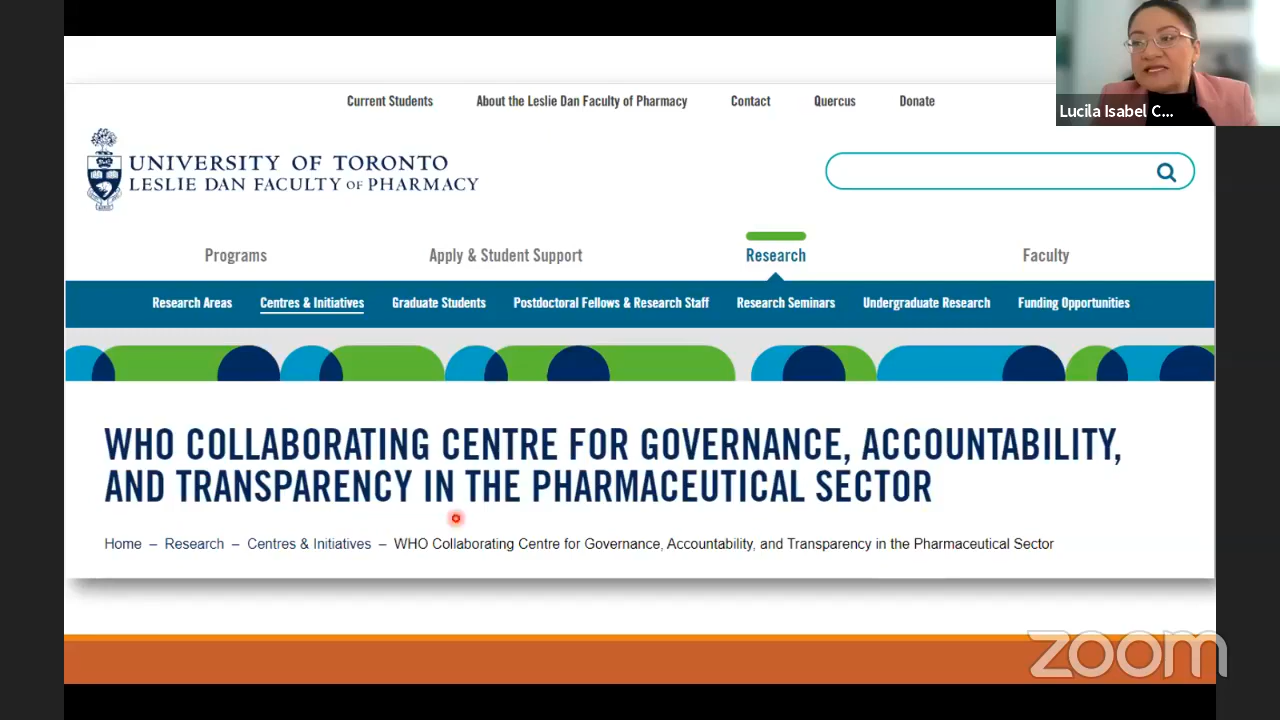 Current Students About the Leslie Dan Faculty of Pharmacy Contact Quercus Donate
Lucila Isabel C...
UNIVERSITY OF TORONTO
LESLIE DAN FACULTY OF PHARMACY
Programs Apply & Student Support Research Faculty
Research Areas Centres & Initiatives Graduate Students Postdoctoral Fellows & Research Staff Research Seminars Undergraduate Research Funding Opportunities
WHO COLLABORATING CENTRE FOR GOVERNANCE, ACCOUNTABILITY,
AND TRANSPARENCY IN THE PHARMACEUTICAL SECTOR
Home – Research – Centres & Initiatives – WHO Collaborating Centre for Governance, Accountability, and Transparency in the Pharmaceutical Sector
zoom